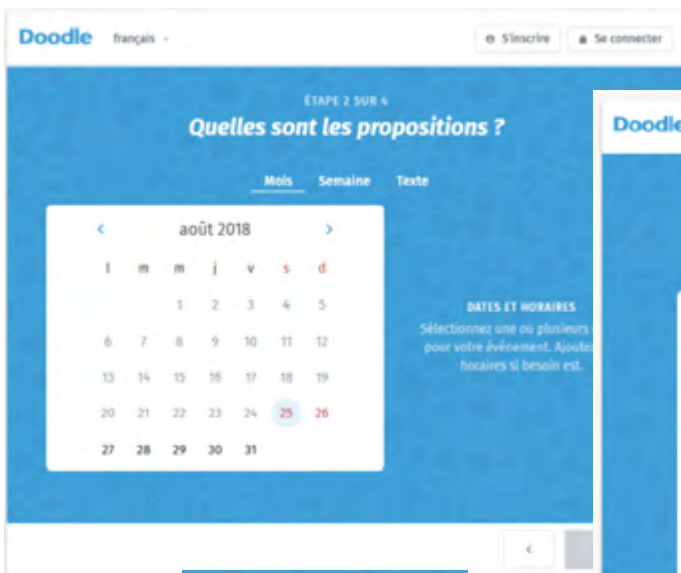 Doodle français
S'inscrire Se connecter
ÉTAPE 2 SUR 4
Quelles sont les propositions ?
Mois Semaine Texte
août 2018
l m m j v s d
1 2 3 4 5
6 7 8 9 10 11 12
13 14 15 16 17 18 19
20 21 22 23 24 25 26
27 28 29 30 31
DATES ET HORAIRES
Sélectionnez une ou plusieurs
pour votre événement. Ajoute
horaires si besoin est.
Doodle